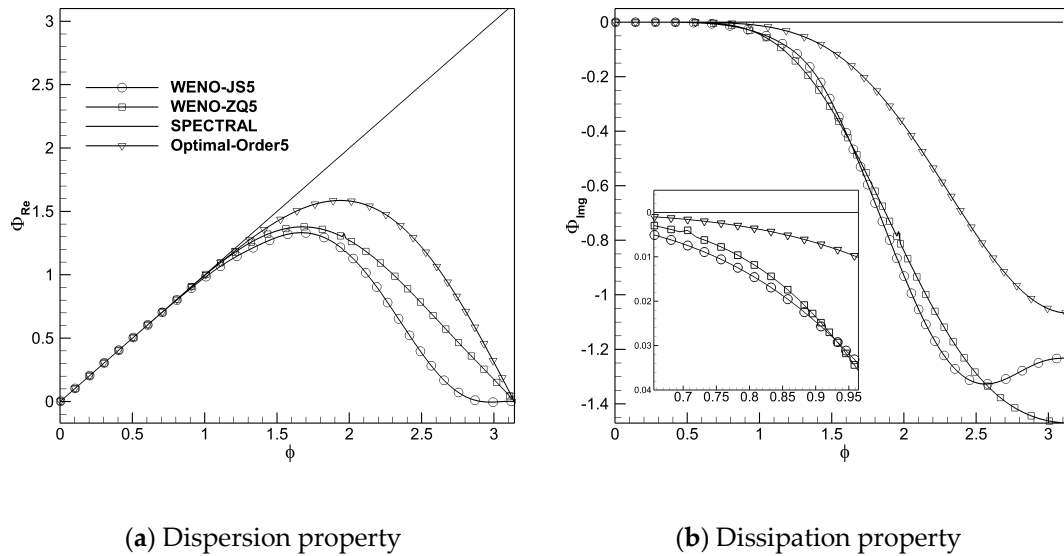 3
2.5
2
1.5
1
0.5
0
ΦRe
WENO-JS5
WENO-ZQ5
SPECTRAL
Optimal-Order5
0 0.5 1 1.5 2 2.5 3
ϕ
0
-0.2
-0.4
-0.6
-0.8
-1
-1.2
-1.4
ΦImg
0
0.01
0.02
0.03
0.04
0.7 0.75 0.8 0.85 0.9 0.95
0 0.5 1 1.5 2 2.5 3
ϕ
(a) Dispersion property
(b) Dissipation property